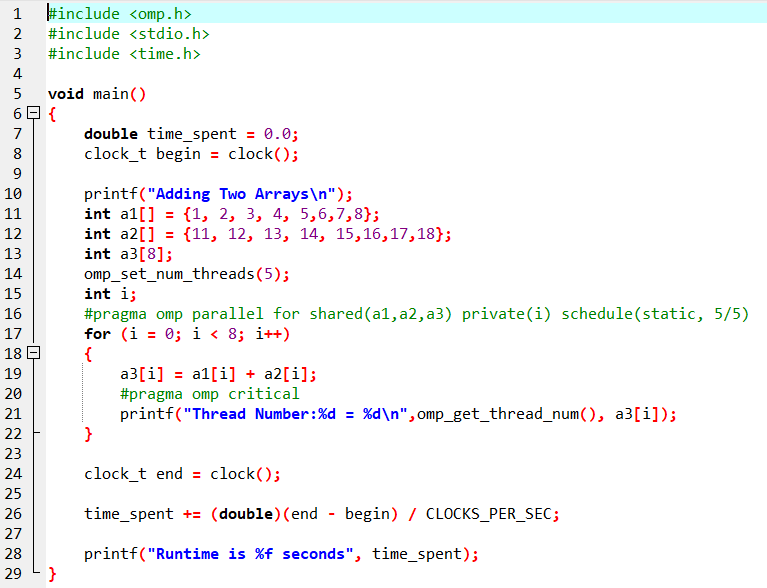 1 #include <omp.h>
2 #include <stdio.h>
3 #include <time.h>
4
5 void main()
6 {
7     double time_spent = 0.0;
8     clock_t begin = clock();
9
10     printf("Adding Two Arrays\n");
11     int a1[] = {1, 2, 3, 4, 5,6,7,8};
12     int a2[] = {11, 12, 13, 14, 15,16,17,18};
13     int a3[8];
14     omp_set_num_threads(5);
15     int i;
16     #pragma omp parallel for shared(a1,a2,a3) private(i) schedule(static, 5/5)
17     for (i = 0; i < 8; i++)
18     {
19         a3[i] = a1[i] + a2[i];
20         #pragma omp critical
21         printf("Thread Number:%d = %d\n",omp_get_thread_num(), a3[i]);
22     }
23
24     clock_t end = clock();
25
26     time_spent += (double)(end - begin) / CLOCKS_PER_SEC;
27
28     printf("Runtime is %f seconds", time_spent);
29 }